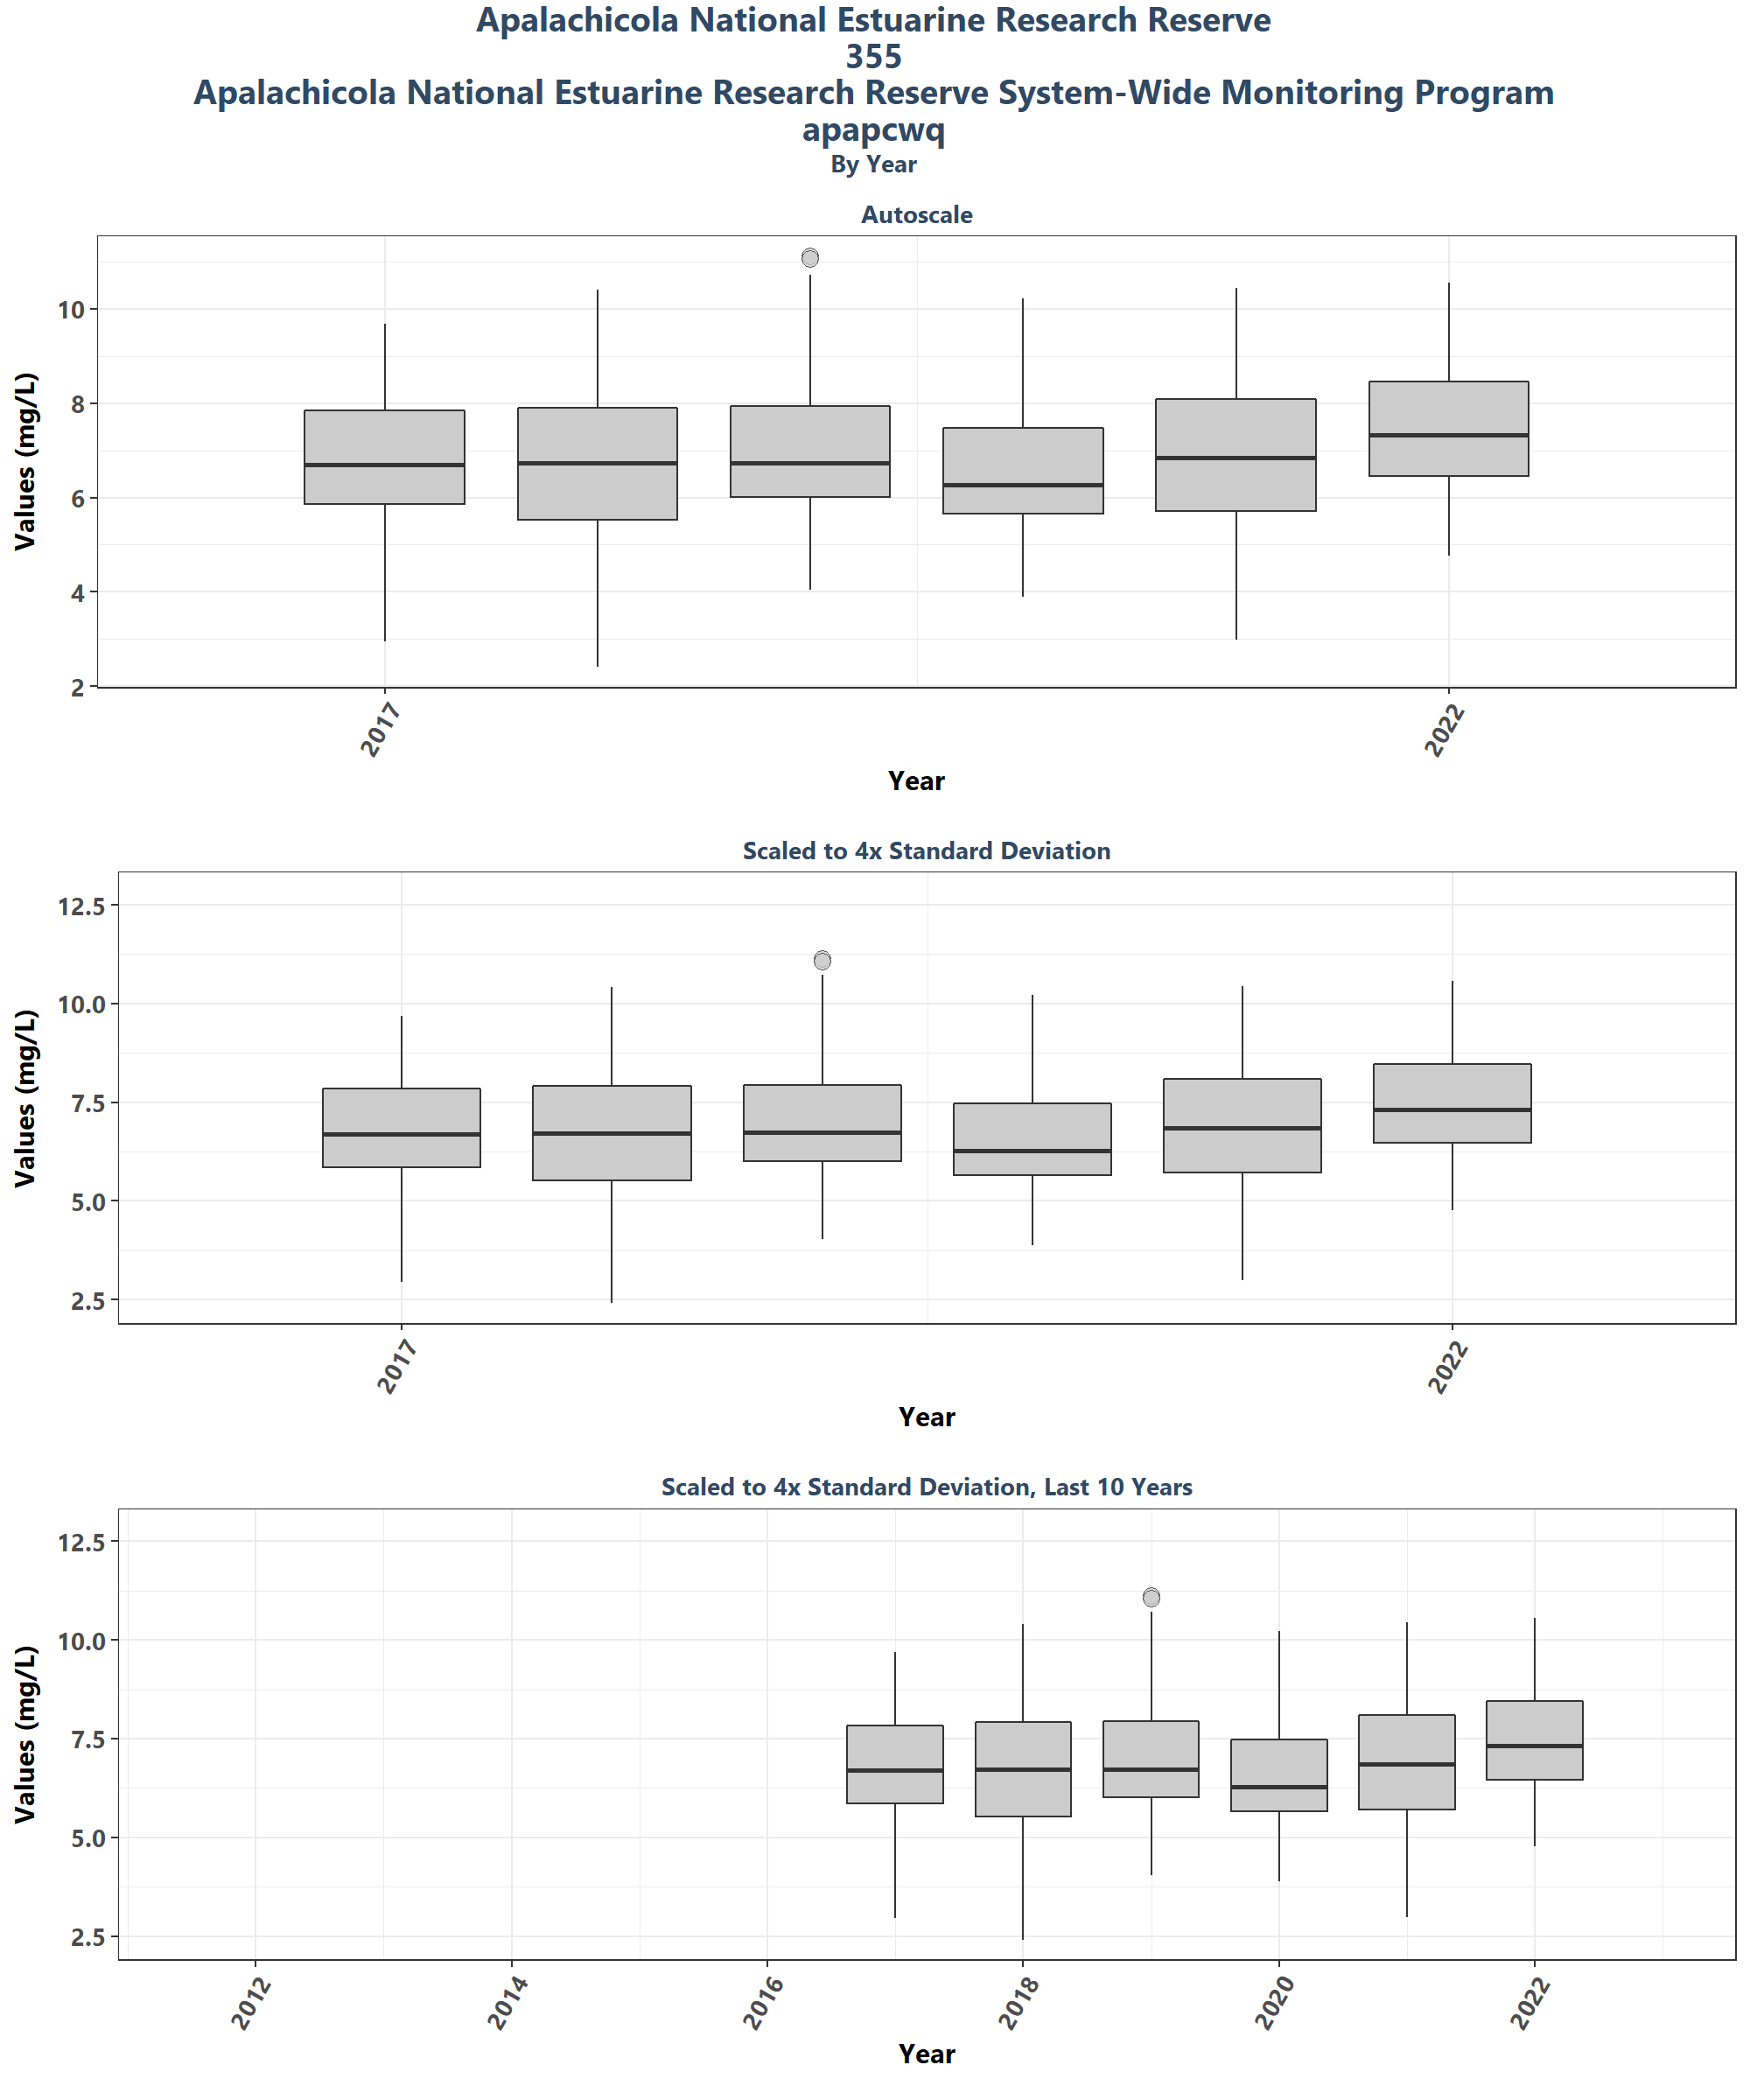 Apalachicola National Estuarine Research Reserve
355
Apalachicola National Estuarine Research Reserve System-Wide Monitoring Program
apapcwq
By Year
Autoscale
Values (mg/L)
10
8
6
4
2
2017
2022
Year
Scaled to 4x Standard Deviation
Values (mg/L)
12.5
10.0
7.5
5.0
2.5
2017
2022
Year
Scaled to 4x Standard Deviation, Last 10 Years
Values (mg/L)
12.5
10.0
7.5
5.0
2.5
2012
2014
2016
2018
2020
2022
Year